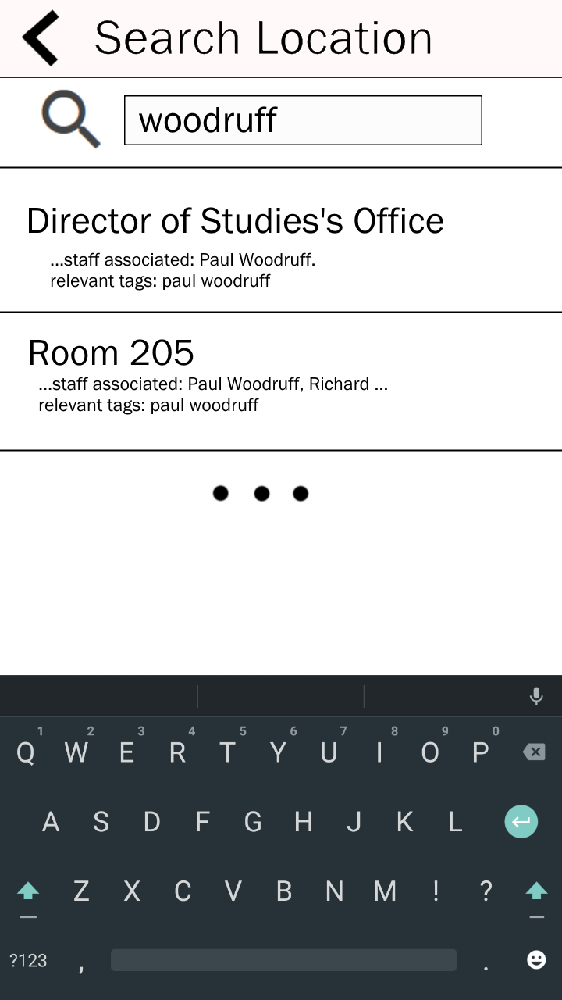 Search Location
woodruff
Director of Studies's Office
...staff associated: Paul Woodruff.
relevant tags: paul woodruff
Room 205
...staff associated: Paul Woodruff, Richard ...
relevant tags: paul woodruff
1 2 3 4 5 6 7 8 9 0
Q W E R T Y U I O P
A S D F G H J K L
Z X C V B N M ! ?
?123 , .